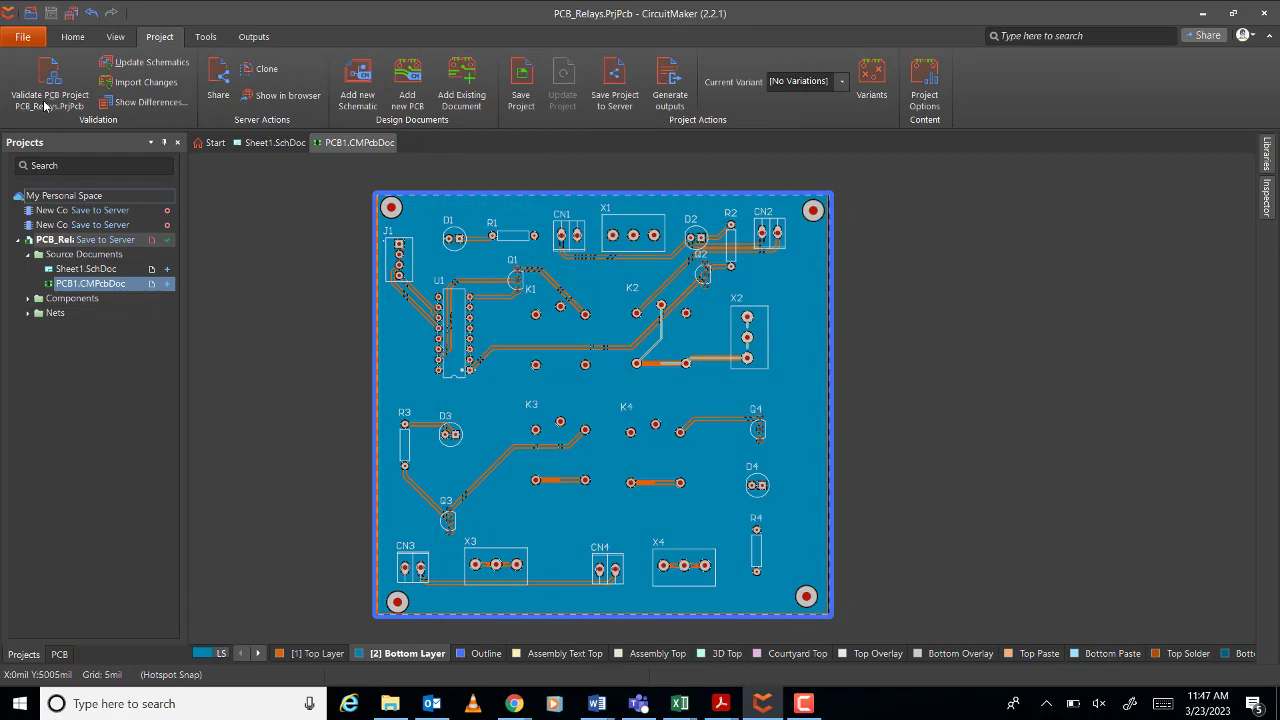 PCB_Relays.PrjPcb - CircuitMaker (2.2.1)
File
Home
View
Project
Tools
Outputs
Type here to search
Share
Validate PCB Project
PCB_Relays.PrjPcb
Update Schematics
Import Changes
Show Differences...
Validation
Share
Clone
Show in browser
Server Actions
Add new
Schematic
Add
new PCB
Add Existing
Document
Design Documents
Save
Project
Update
Project
Save Project
to Server
Generate
outputs
Current Variant
[No Variations]
Variants
Project Actions
Project
Options
Content
Projects
Start
Sheet1.SchDoc
PCB1.CMPcbDoc
Search
My Personal Space
New Co Save to Server
New Co Save to Server
PCB_Rel Save to Server
Source Documents
Sheet1.SchDoc
PCB1.CMPcbDoc
Components
Nets
Libraries
Inspector
D1
R1
CN1
X1
D2
R2
CN2
J1
Q1
Q2
U1
K1
K2
X2
K3
K4
R3
D3
Q4
D4
Q3
R4
CN3
X3
CN4
X4
Projects
PCB
LS
[1] Top Layer
[2] Bottom Layer
Outline
Assembly Text Top
Assembly Top
3D Top
Courtyard Top
Top Overlay
Bottom Overlay
Top Paste
Bottom Paste
Top Solder
Bott
X:0mil Y:5005mil
Grid: 5mil
(Hotspot Snap)
Type here to search
11:47 AM
3/23/2023
5